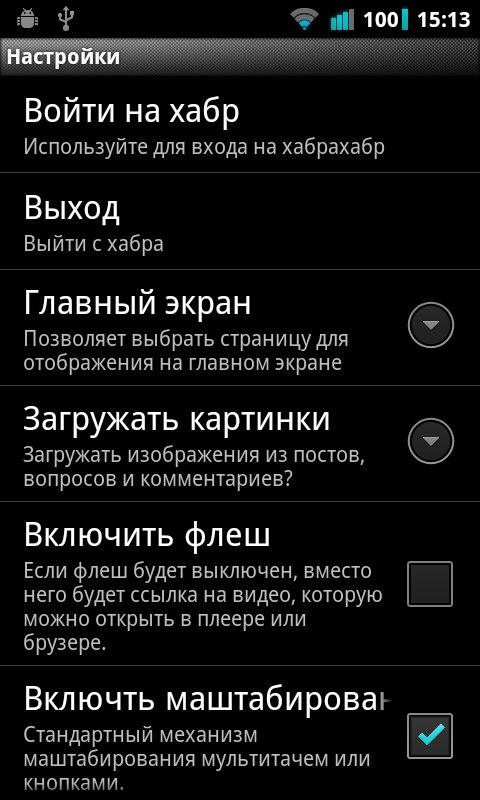 100 15:13
Настройки
Войти на хабр
Используйте для входа на хабрахабр
Выход
Выйти с хабра
Главный экран
Позволяет выбрать страницу для
отображения на главном экране
Загружать картинки
Загружать изображения из постов,
вопросов и комментариев?
Включить флеш
Если флеш будет выключен, вместо
него будет ссылка на видео, которую
можно открыть в плеере или
брузере.
Включть маштабирован
Стандартный механизм
маштабирования мультитачем или
кнопками.